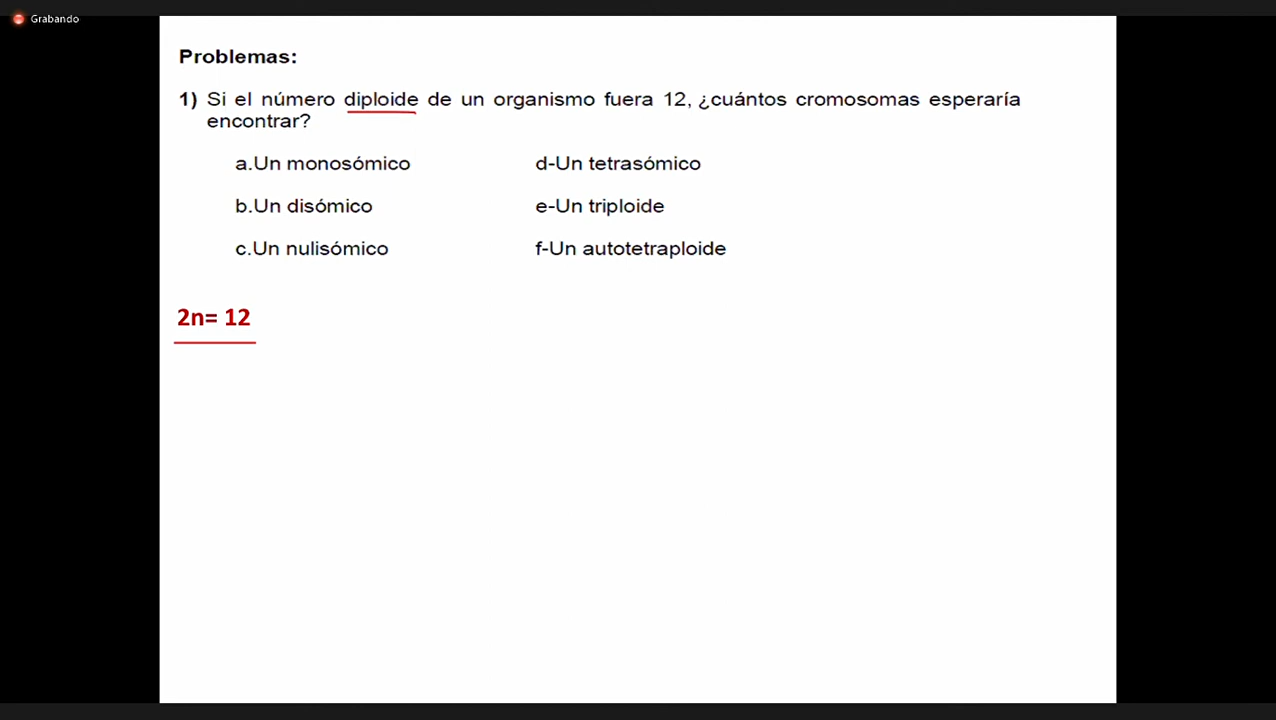 Grabando
Problemas:
1) Si el número diploide de un organismo fuera 12, ¿cuántos cromosomas esperaría
encontrar?
a.Un monosómico d-Un tetrasómico
b.Un disómico e-Un triploide
c.Un nulisómico f-Un autotetraploide
2n= 12